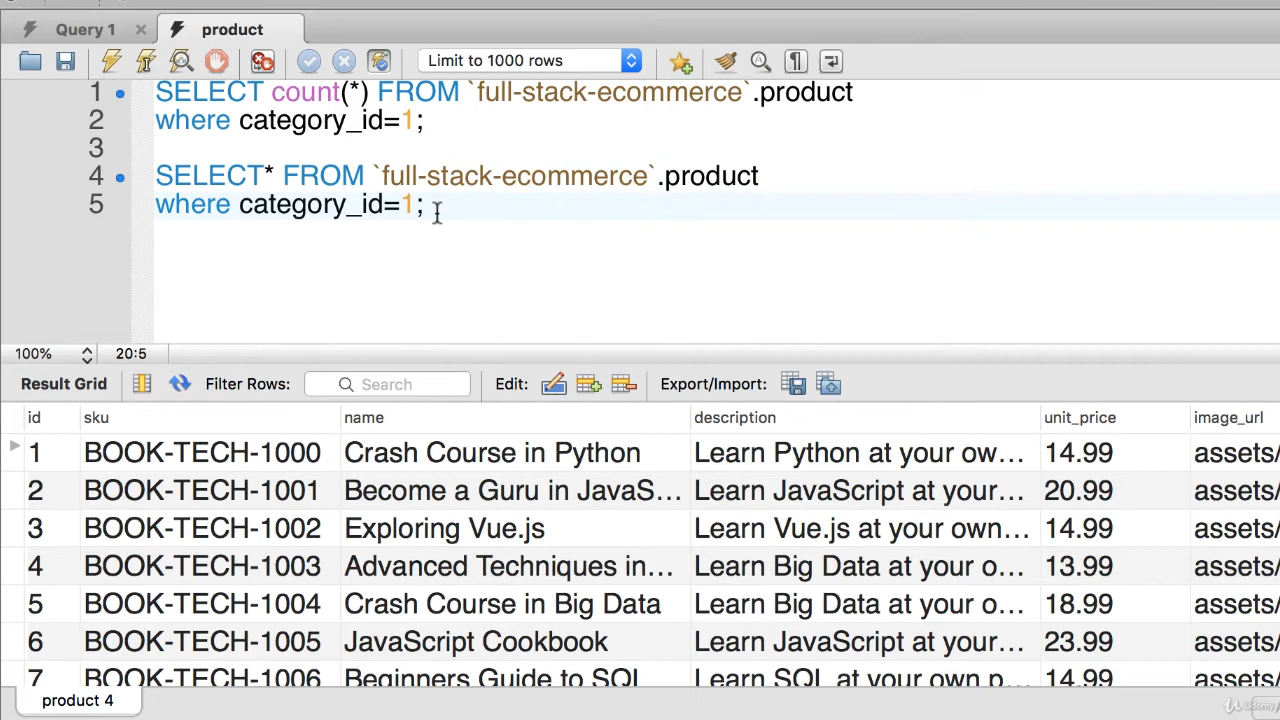 Query 1
product
Limit to 1000 rows
1 SELECT count(*) FROM `full-stack-ecommerce`.product
2 where category_id=1;
3
4 SELECT* FROM `full-stack-ecommerce`.product
5 where category_id=1;
100% 20:5
Result Grid Filter Rows: Search Edit: Export/Import:
id sku name description unit_price image_url
1 BOOK-TECH-1000 Crash Course in Python Learn Python at your ow... 14.99 assets/
2 BOOK-TECH-1001 Become a Guru in JavaS... Learn JavaScript at your... 20.99 assets/
3 BOOK-TECH-1002 Exploring Vue.js Learn Vue.js at your own... 14.99 assets/
4 BOOK-TECH-1003 Advanced Techniques in... Learn Big Data at your o... 13.99 assets/
5 BOOK-TECH-1004 Crash Course in Big Data Learn Big Data at your o... 18.99 assets/
6 BOOK-TECH-1005 JavaScript Cookbook Learn JavaScript at your... 23.99 assets/
7 BOOK-TECH-1006 Beginners Guide to SQL Learn SQL at your own p... 14.99 assets/
product 4
Udemy